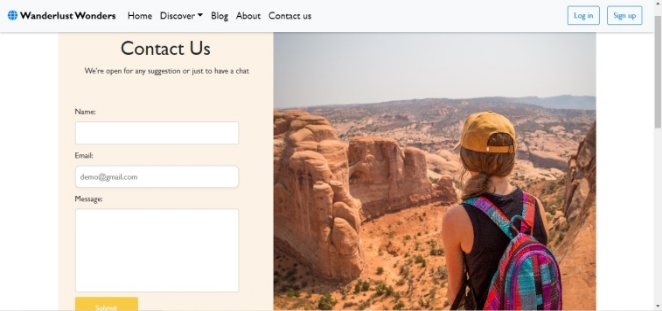 Wanderlust Wonders Home Discover Blog About Contact us Log in Sign up
Contact Us
We're open for any suggestion or just to have a chat
Name:
Email:
demo@gmail.com
Message:
Submit